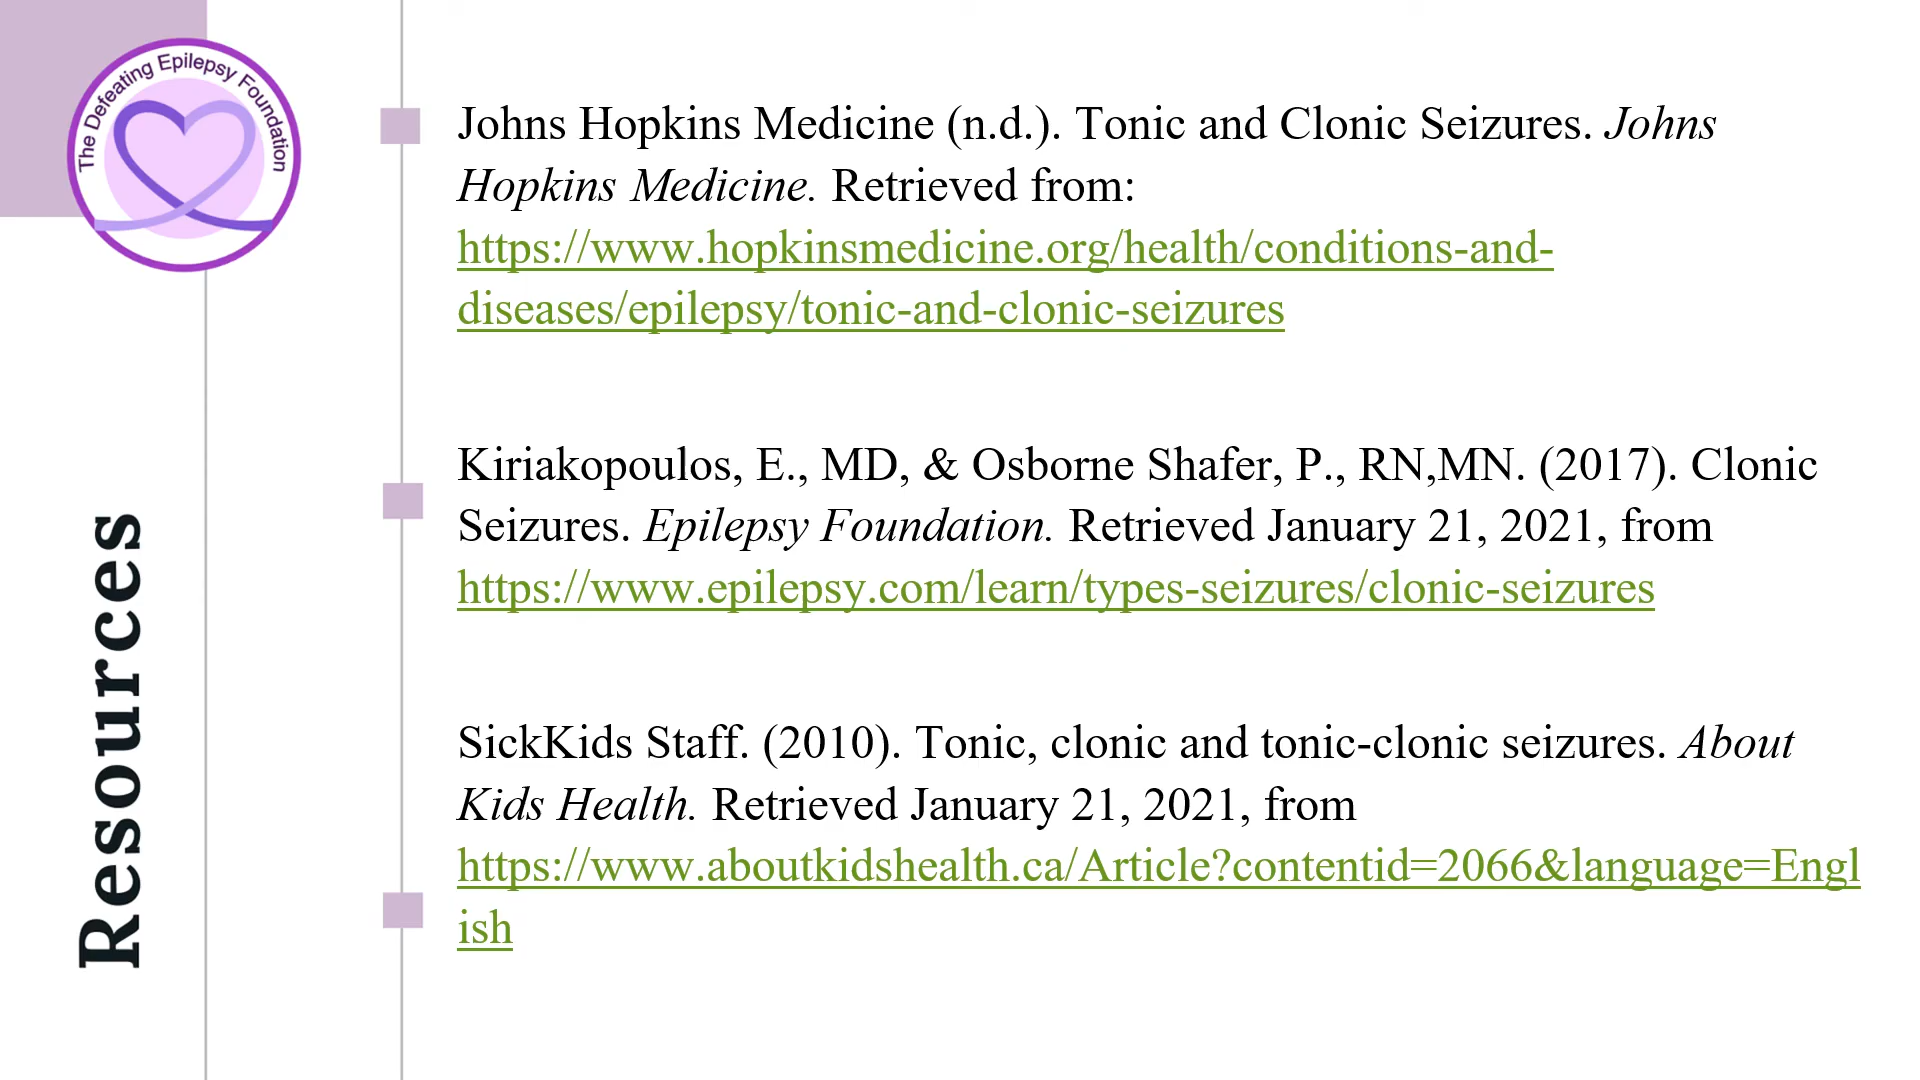 The Defeating Epilepsy Foundation
Resources
Johns Hopkins Medicine (n.d.). Tonic and Clonic Seizures. Johns
Hopkins Medicine. Retrieved from:
https://www.hopkinsmedicine.org/health/conditions-and-
diseases/epilepsy/tonic-and-clonic-seizures
Kiriakopoulos, E., MD, & Osborne Shafer, P., RN,MN. (2017). Clonic
Seizures. Epilepsy Foundation. Retrieved January 21, 2021, from
https://www.epilepsy.com/learn/types-seizures/clonic-seizures
SickKids Staff. (2010). Tonic, clonic and tonic-clonic seizures. About
Kids Health. Retrieved January 21, 2021, from
https://www.aboutkidshealth.ca/Article?contentid=2066&language=Engl
ish